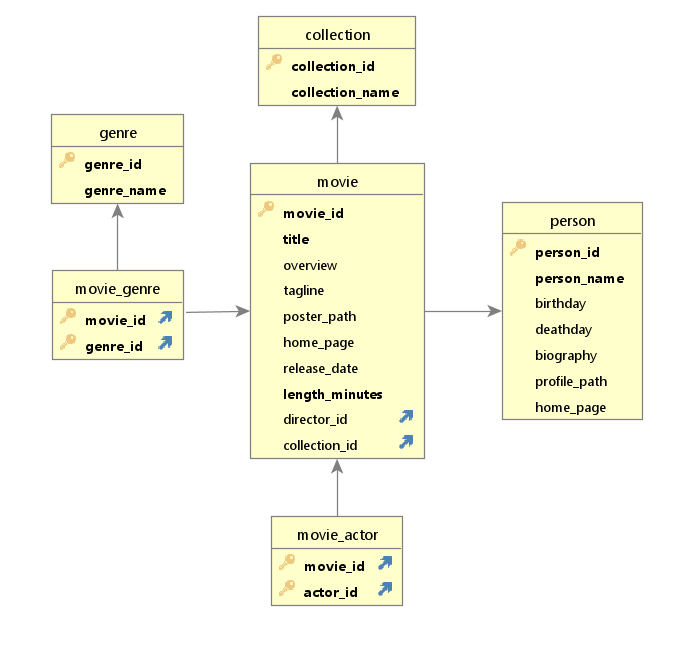 collection
collection_id
collection_name
genre
genre_id
genre_name
movie
movie_id
title
overview
tagline
poster_path
home_page
release_date
length_minutes
director_id
collection_id
person
person_id
person_name
birthday
deathday
biography
profile_path
home_page
movie_genre
movie_id
genre_id
movie_actor
movie_id
actor_id